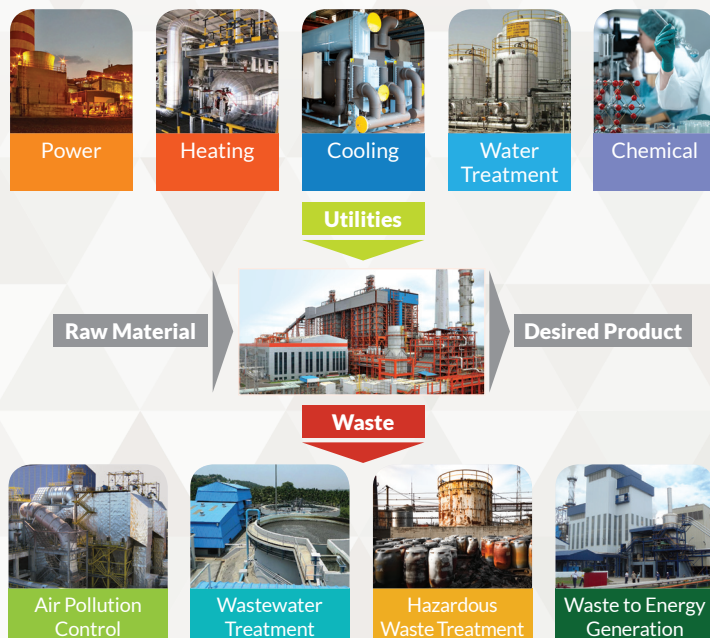 Power
Heating
Cooling
Water
Treatment
Chemical
Utilities
Raw Material
Desired Product
Waste
Air Pollution
Control
Wastewater
Treatment
Hazardous
Waste Treatment
Waste to Energy
Generation